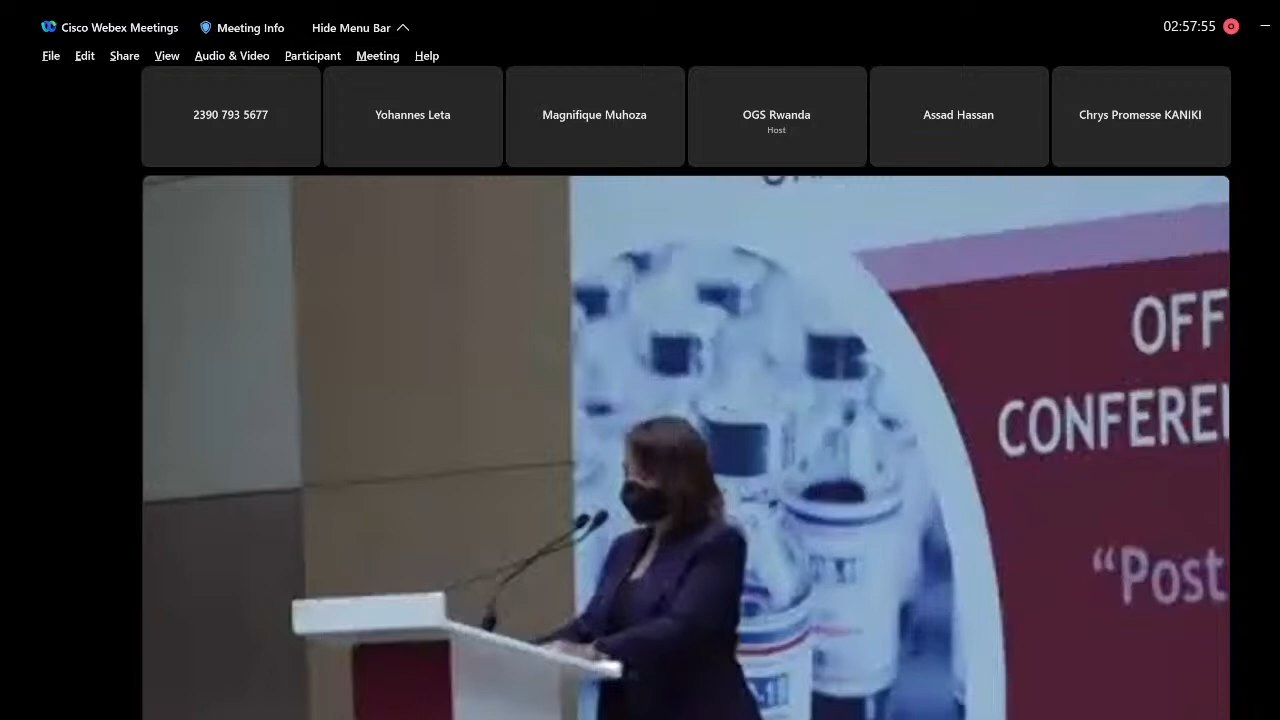 Cisco Webex Meetings Meeting Info Hide Menu Bar 02:57:55
File Edit Share View Audio & Video Participant Meeting Help
2390 793 5677
Yohannes Leta
Magnifique Muhoza
OGS Rwanda
Host
Assad Hassan
Chrys Promesse KANIKI
OFF
CONFERE
“Post